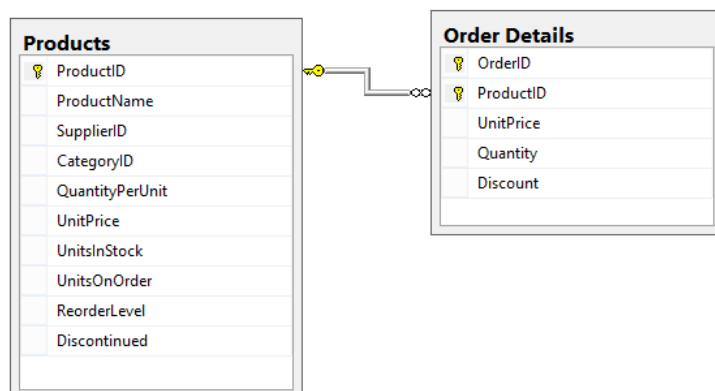 Products
ProductID
ProductName
SupplierID
CategoryID
QuantityPerUnit
UnitPrice
UnitsInStock
UnitsOnOrder
ReorderLevel
Discontinued
Order Details
OrderID
ProductID
UnitPrice
Quantity
Discount